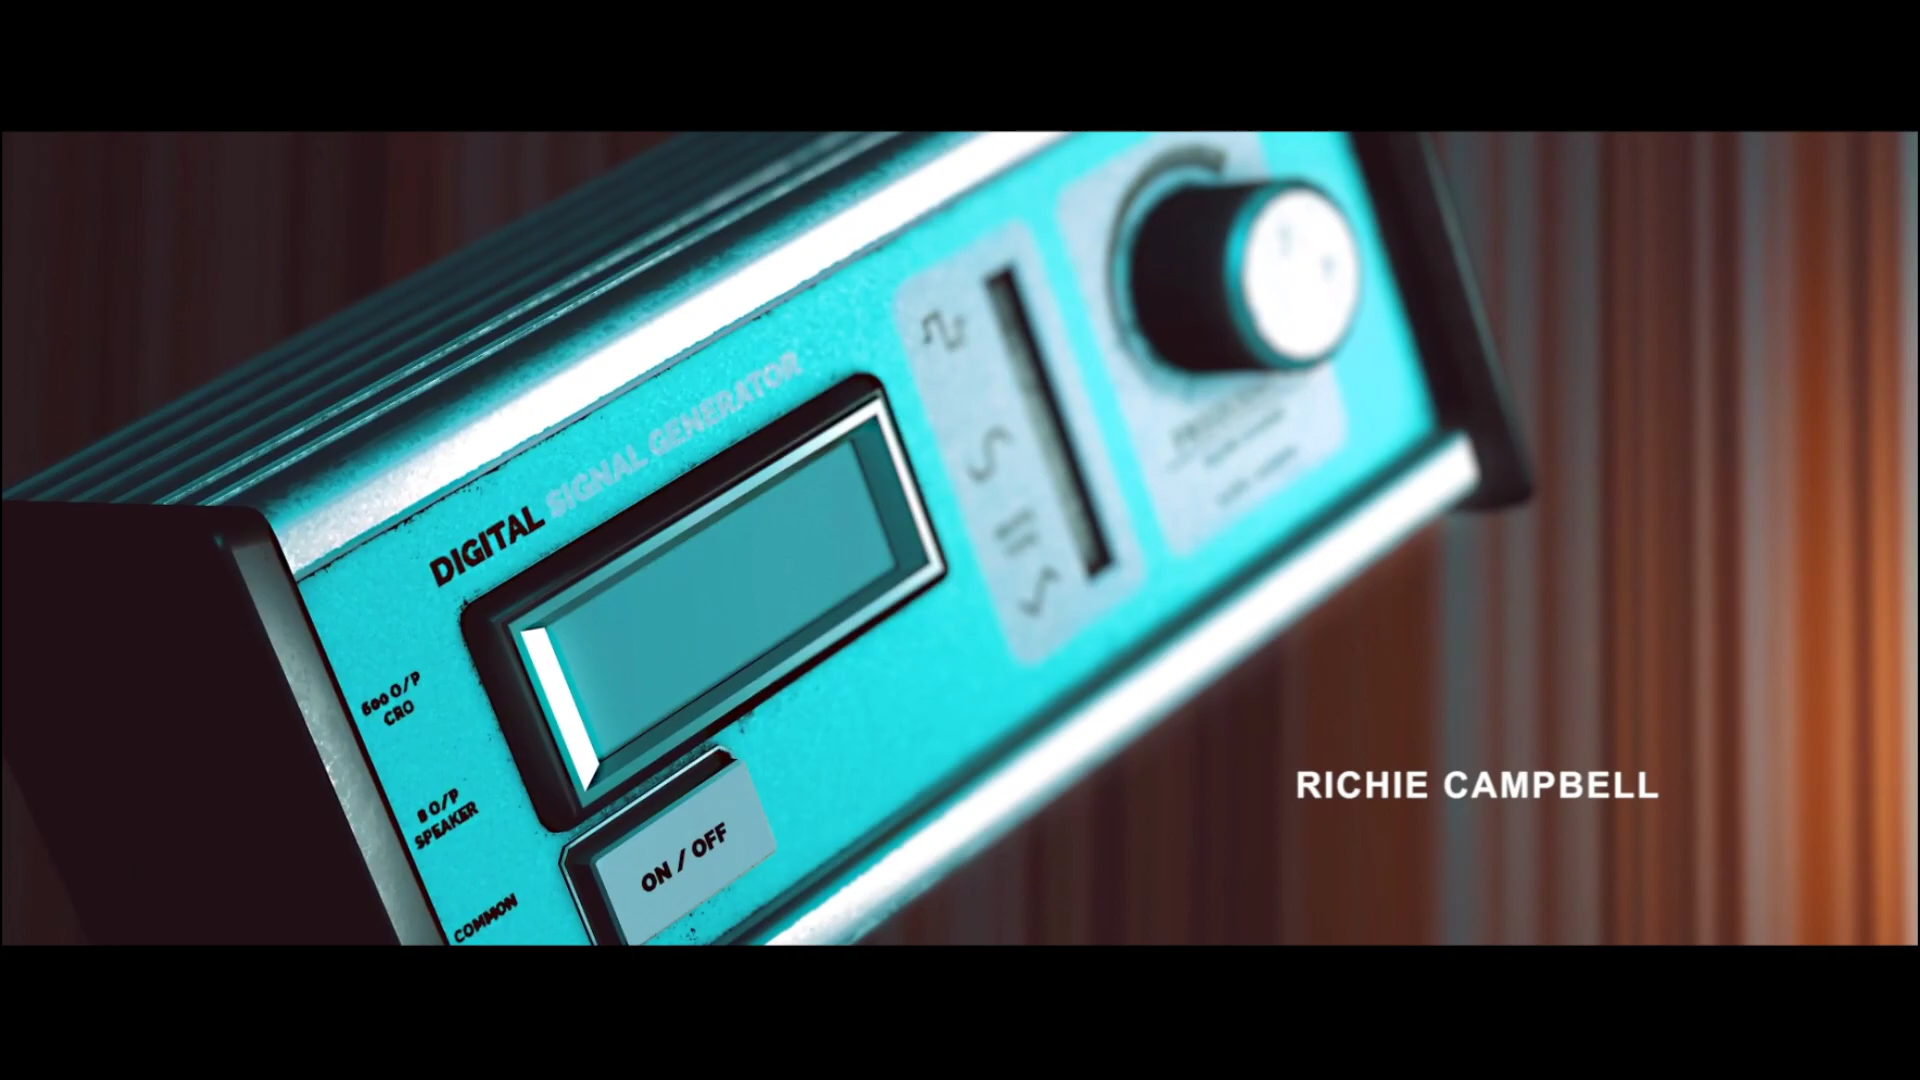 DIGITAL SIGNAL GENERATOR
600 O/P
CRO
8 O/P
SPEAKER
COMMON
ON / OFF
RICHIE CAMPBELL